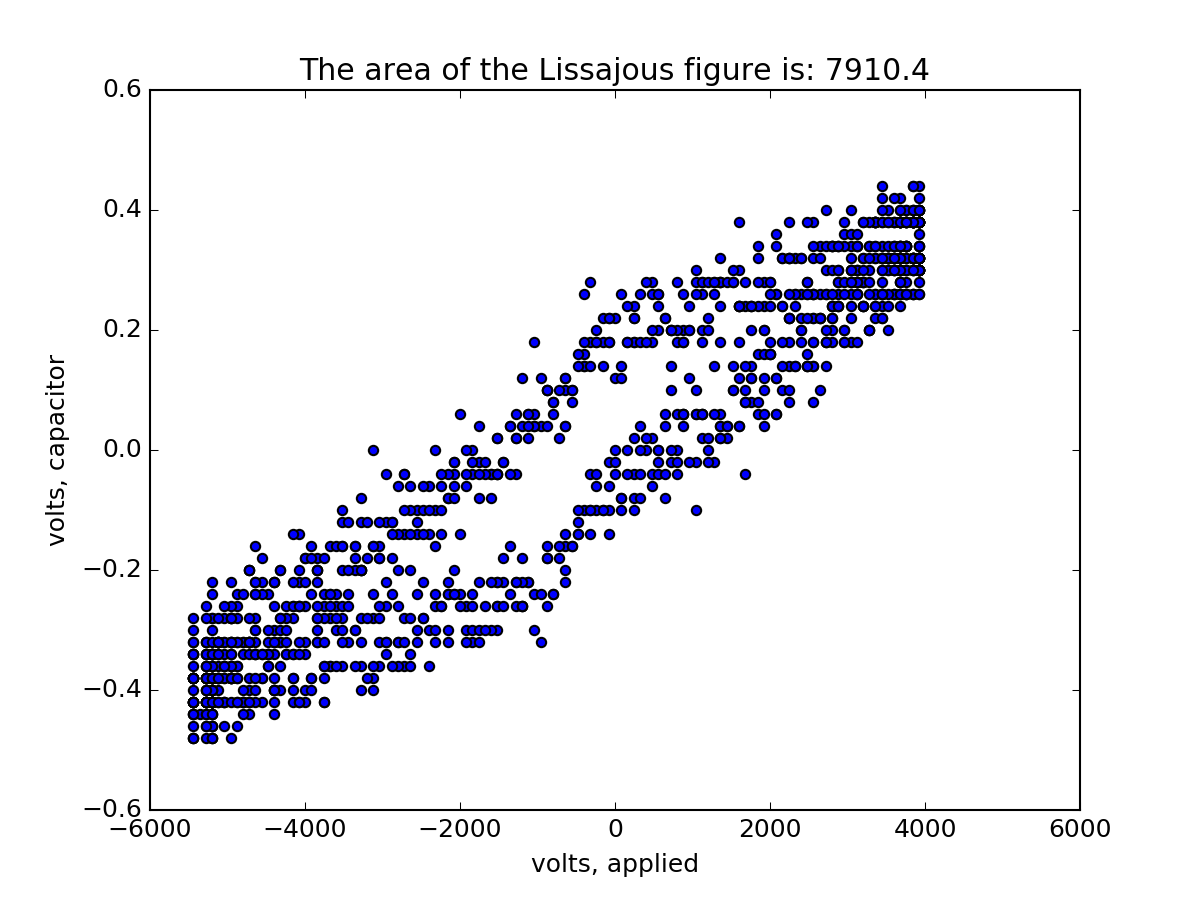 The area of the Lissajous figure is: 7910.4
0.6
0.4
0.2
0.0
−0.2
−0.4
−0.6
−6000 −4000 −2000 0 2000 4000 6000
volts, applied
volts, capacitor